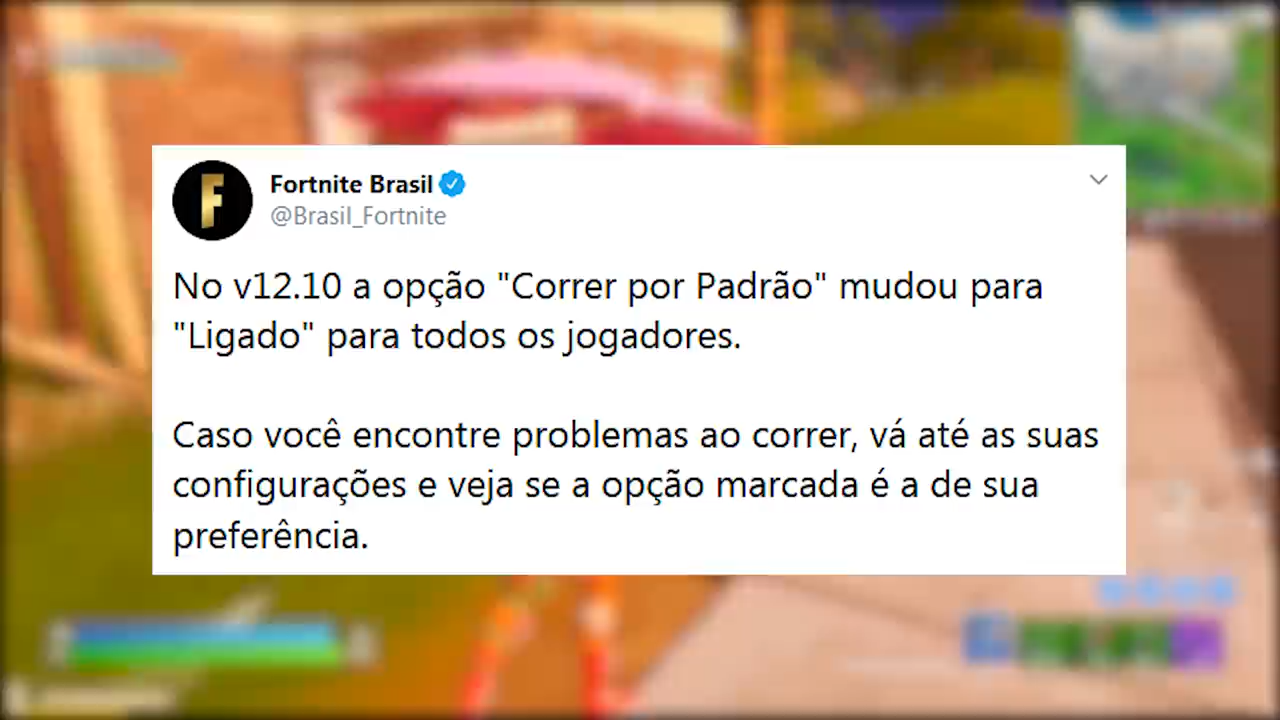 F
Fortnite Brasil
@Brasil_Fortnite
No v12.10 a opção "Correr por Padrão" mudou para
"Ligado" para todos os jogadores.
Caso você encontre problemas ao correr, vá até as suas
configurações e veja se a opção marcada é a de sua
preferência.